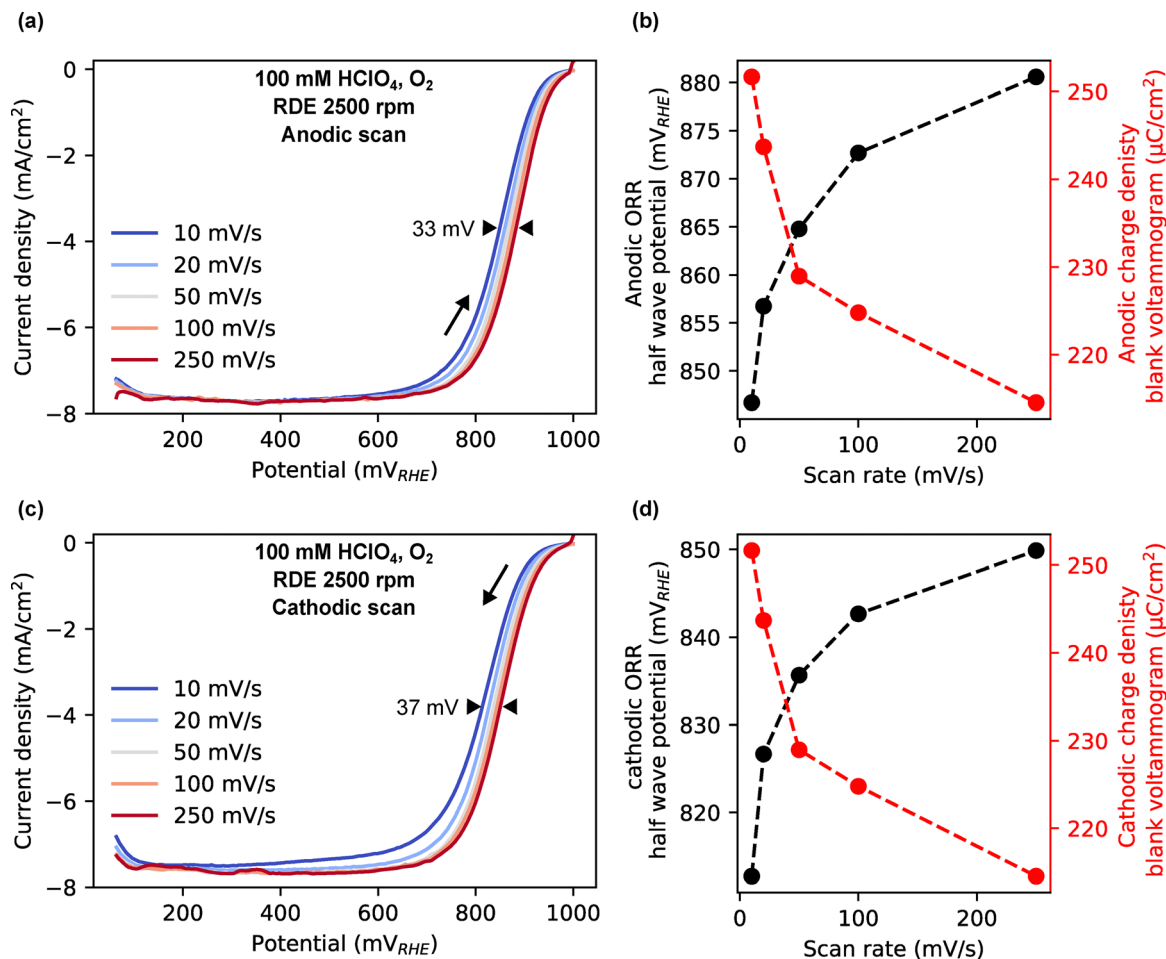 (a)
100 mM HClO4, O2
RDE 2500 rpm
Anodic scan
33 mV
10 mV/s
20 mV/s
50 mV/s
100 mV/s
250 mV/s
0
−2
−4
−6
−8
Current density (mA/cm²)
200
400
600
800
1000
Potential (mV_RHE)
(b)
880
875
870
865
860
855
850
Anodic ORR
half wave potential (mV_RHE)
250
240
230
220
Anodic charge denisty
blank voltammogram (μC/cm²)
0
100
200
Scan rate (mV/s)
(c)
100 mM HClO4, O2
RDE 2500 rpm
Cathodic scan
37 mV
10 mV/s
20 mV/s
50 mV/s
100 mV/s
250 mV/s
0
−2
−4
−6
−8
Current density (mA/cm²)
200
400
600
800
1000
Potential (mV_RHE)
(d)
850
840
830
820
cathodic ORR
half wave potential (mV_RHE)
250
240
230
220
Cathodic charge denisty
blank voltammogram (μC/cm²)
0
100
200
Scan rate (mV/s)